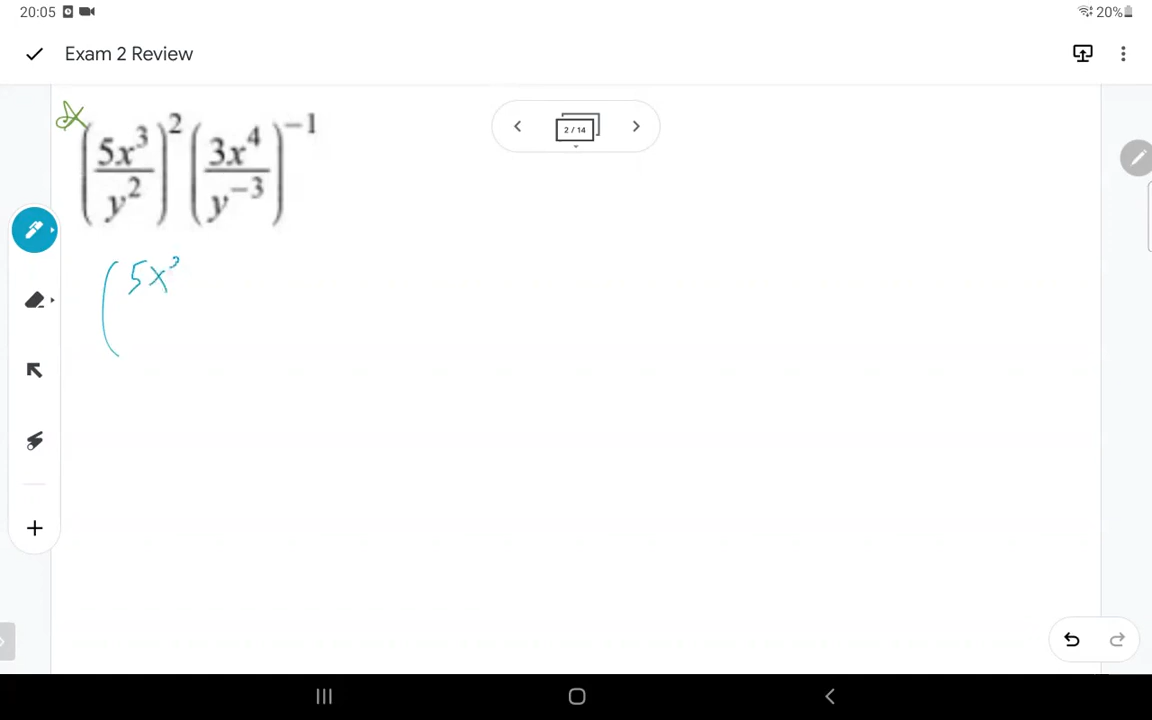 20:05 20%
Exam 2 Review
2 / 14
(5x^3 / y^2)^2 (3x^4 / y^{-3})^{-1}
(5x^3